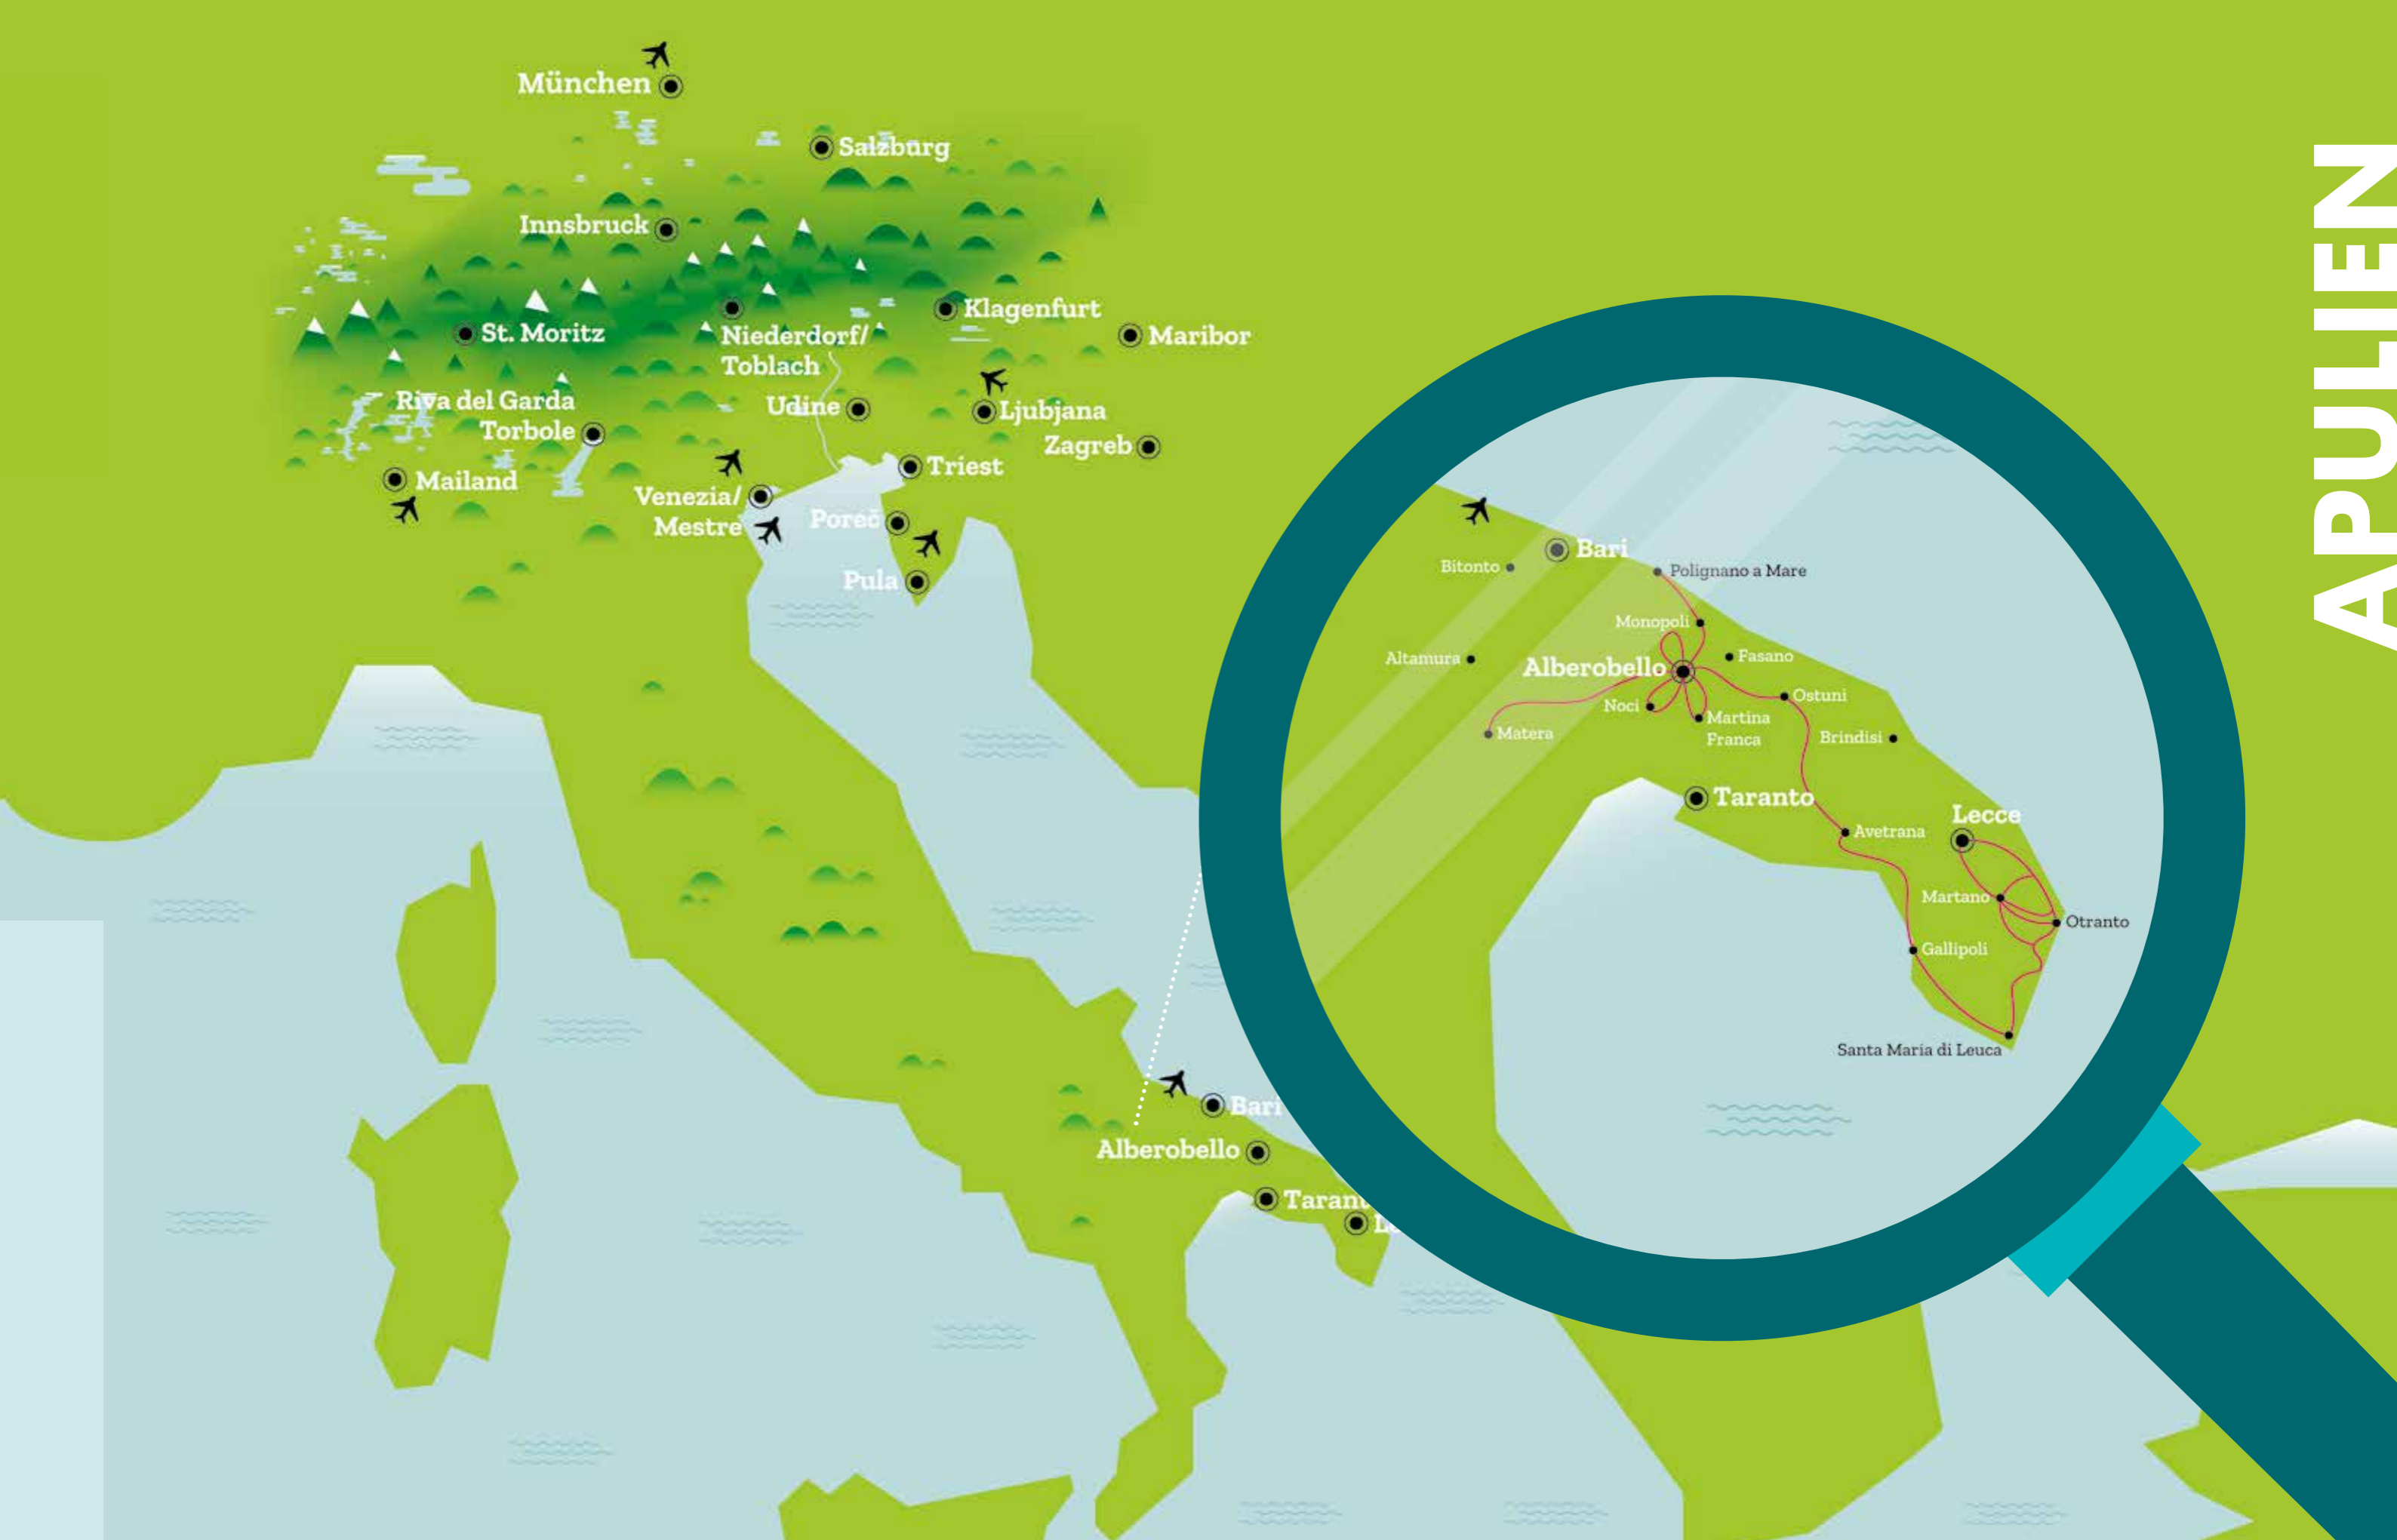 München
Salzburg
Innsbruck
Klagenfurt
St. Moritz
Niederdorf/
Toblach
Maribor
Riva del Garda
Torbole
Udine
Ljubjana
Zagreb
Mailand
Triest
Venezia/
Mestre
Poreč
Pula
Bari
Alberobello
APULIEN
Bari
Bitonto
Polignano a Mare
Monopoli
Altamura
Alberobello
Fasano
Ostuni
Noci
Martina
Franca
Matera
Brindisi
Taranto
Lecce
Avetrana
Martano
Otranto
Gallipoli
Santa Maria di Leuca